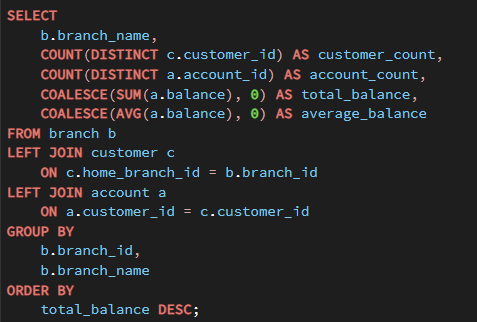 SELECT
    b.branch_name,
    COUNT(DISTINCT c.customer_id) AS customer_count,
    COUNT(DISTINCT a.account_id) AS account_count,
    COALESCE(SUM(a.balance), 0) AS total_balance,
    COALESCE(AVG(a.balance), 0) AS average_balance
FROM branch b
LEFT JOIN customer c
    ON c.home_branch_id = b.branch_id
LEFT JOIN account a
    ON a.customer_id = c.customer_id
GROUP BY
    b.branch_id,
    b.branch_name
ORDER BY
    total_balance DESC;